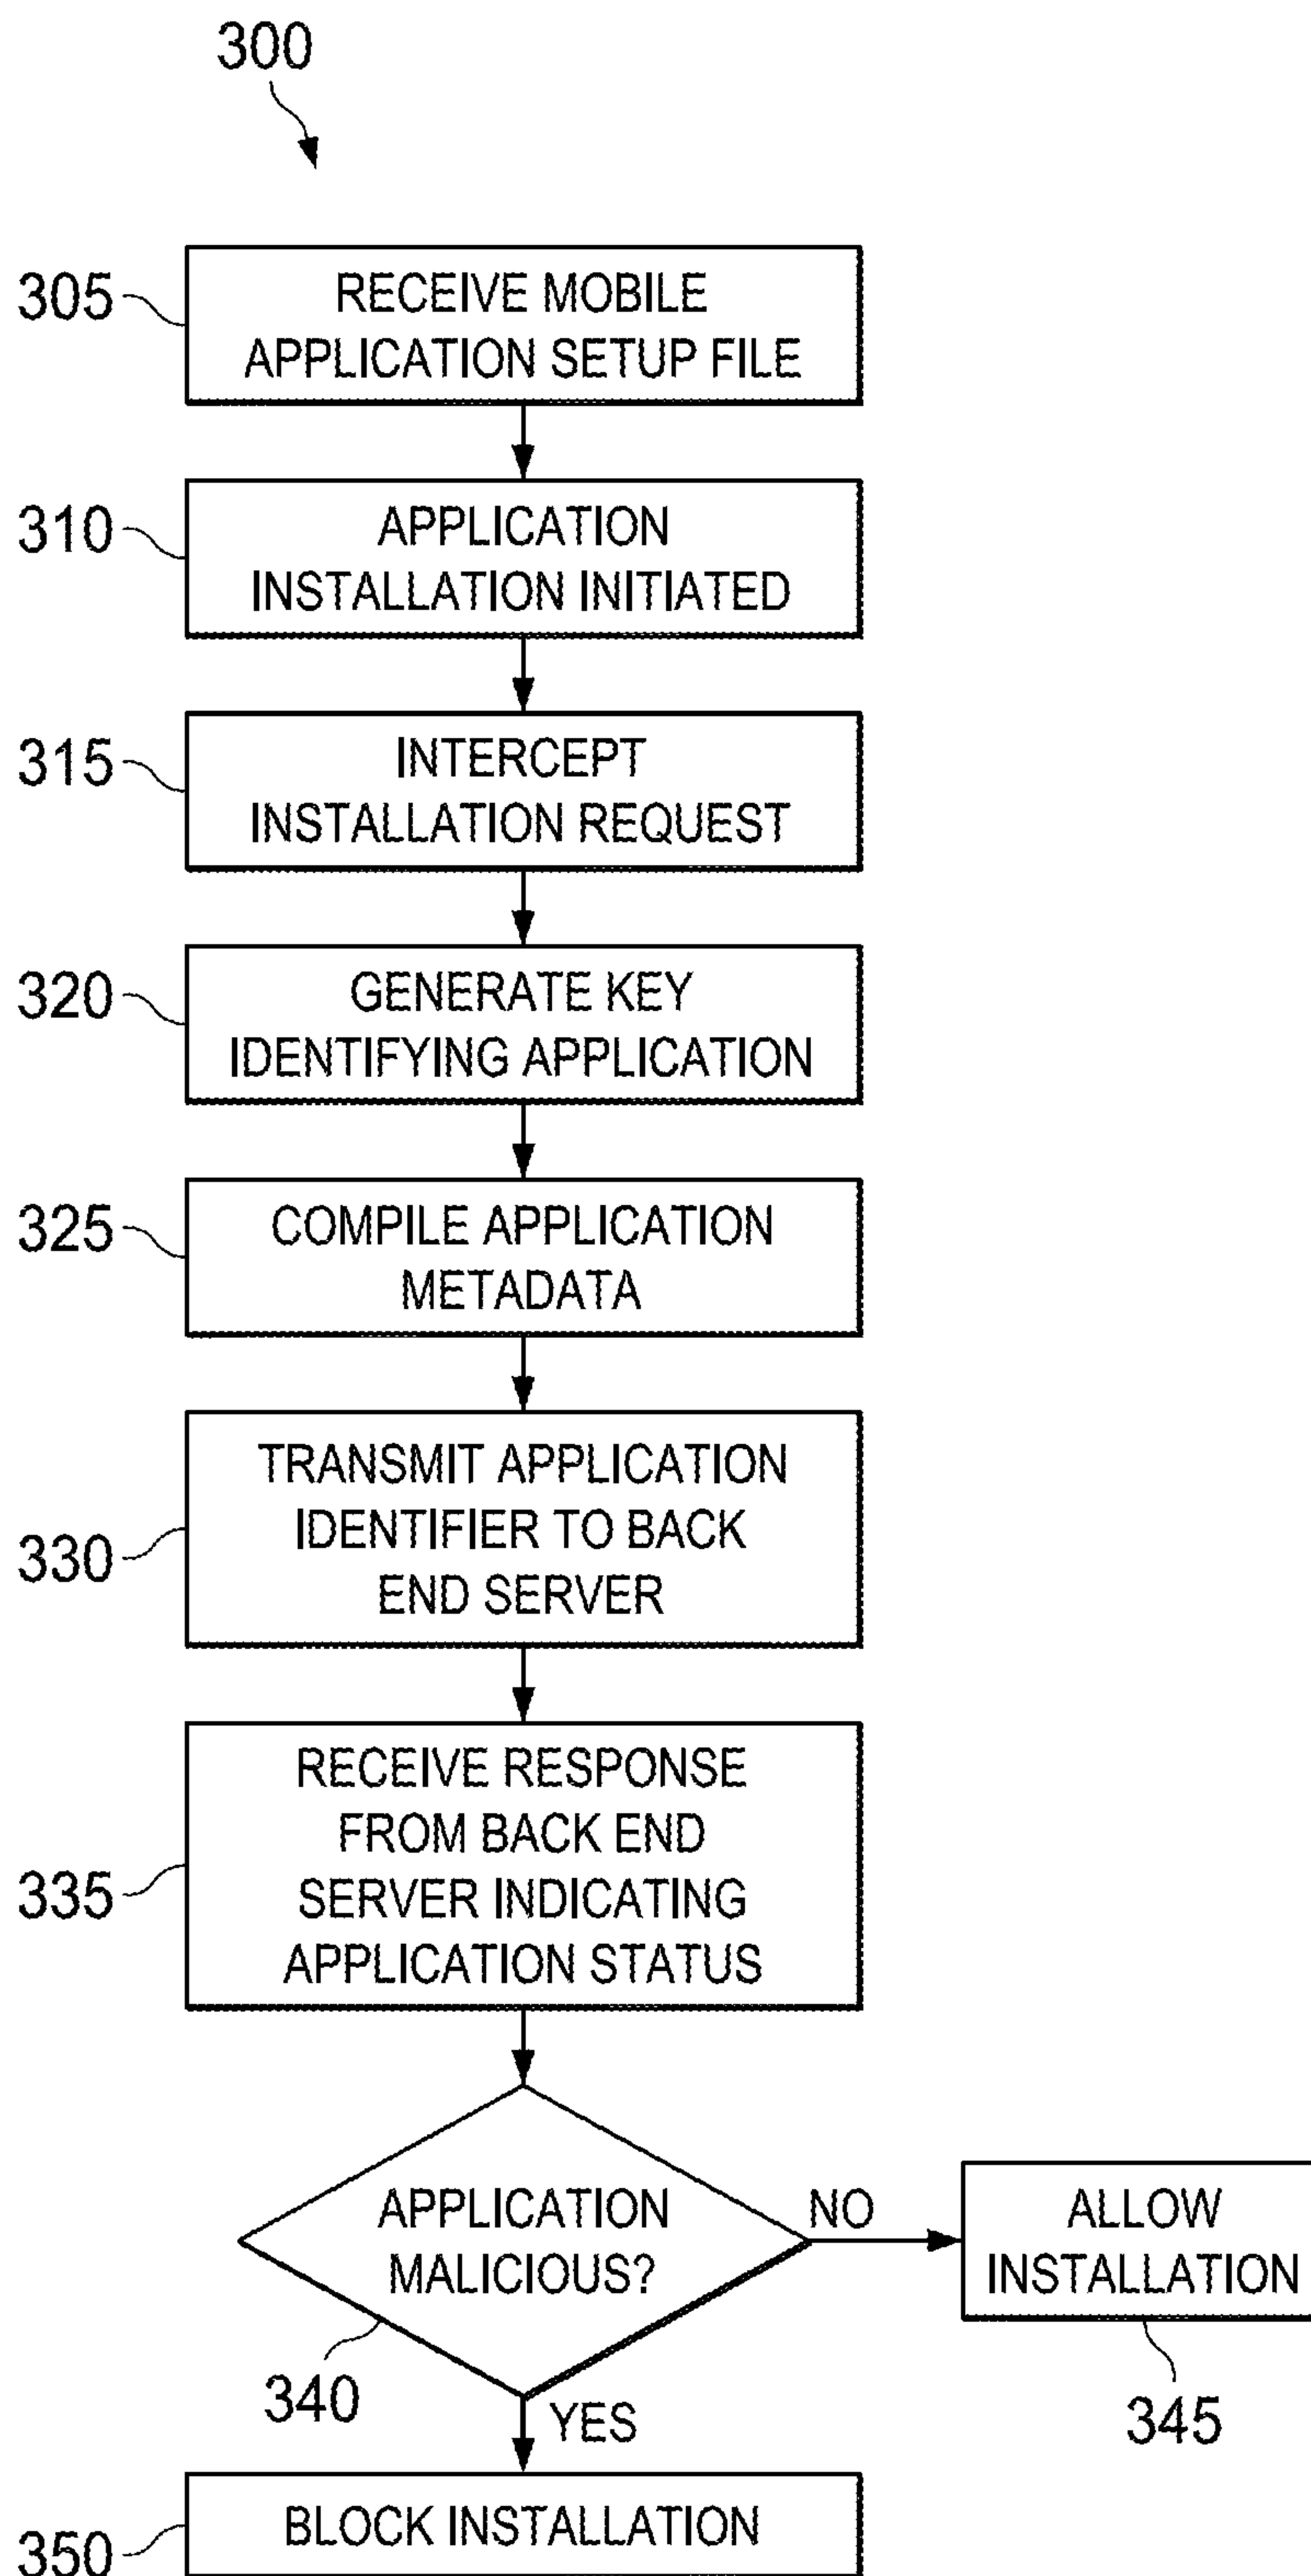 300
305
RECEIVE MOBILE
APPLICATION SETUP FILE
310
APPLICATION
INSTALLATION INITIATED
315
INTERCEPT
INSTALLATION REQUEST
320
GENERATE KEY
IDENTIFYING APPLICATION
325
COMPILE APPLICATION
METADATA
330
TRANSMIT APPLICATION
IDENTIFIER TO BACK
END SERVER
335
RECEIVE RESPONSE
FROM BACK END
SERVER INDICATING
APPLICATION STATUS
APPLICATION
MALICIOUS?
340
NO
ALLOW
INSTALLATION
345
YES
350
BLOCK INSTALLATION